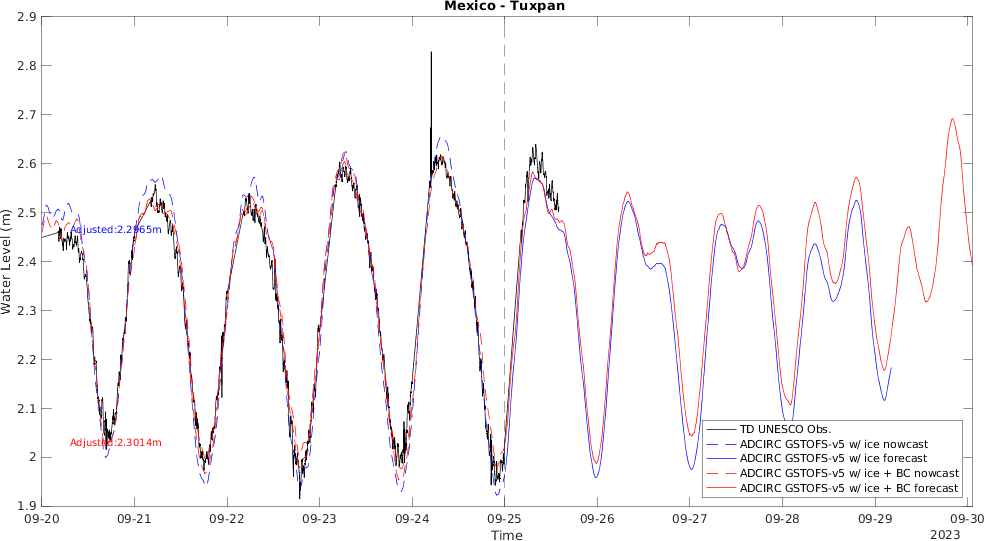 Mexico - Tuxpan
2.9
2.8
2.7
2.6
2.5
2.4
2.3
2.2
2.1
2
1.9
Water Level (m)
Adjusted:2.2965m
Adjusted:2.3014m
TD UNESCO Obs.
ADCIRC GSTOFS-v5 w/ ice nowcast
ADCIRC GSTOFS-v5 w/ ice forecast
ADCIRC GSTOFS-v5 w/ ice + BC nowcast
ADCIRC GSTOFS-v5 w/ ice + BC forecast
09-20 09-21 09-22 09-23 09-24 09-25 09-26 09-27 09-28 09-29 09-30
Time
2023